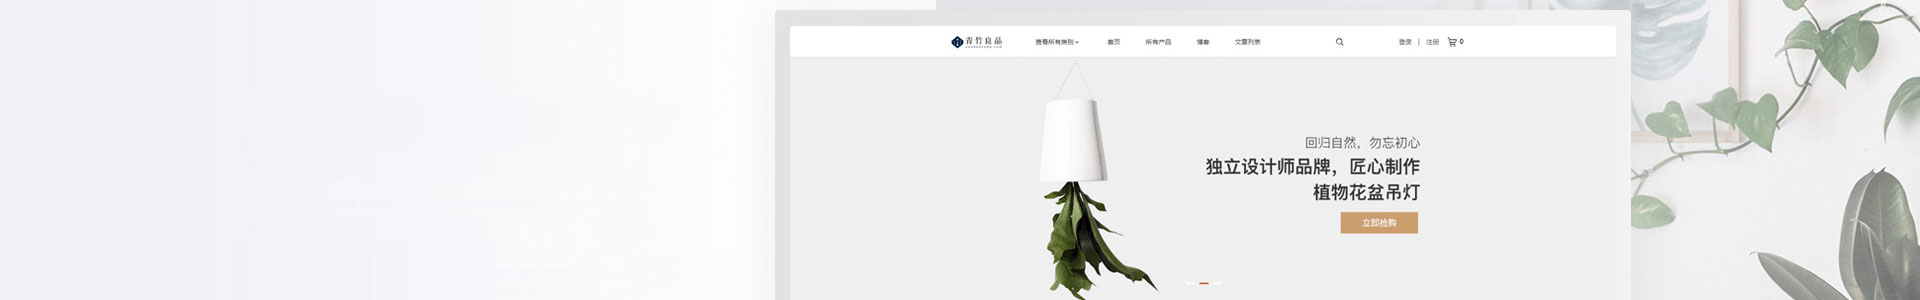 青竹良品
查看所有类别
首页
所有产品
博客
文章列表
登录 | 注册
0
回归自然，勿忘初心
独立设计师品牌，匠心制作
植物花盆吊灯
立即抢购